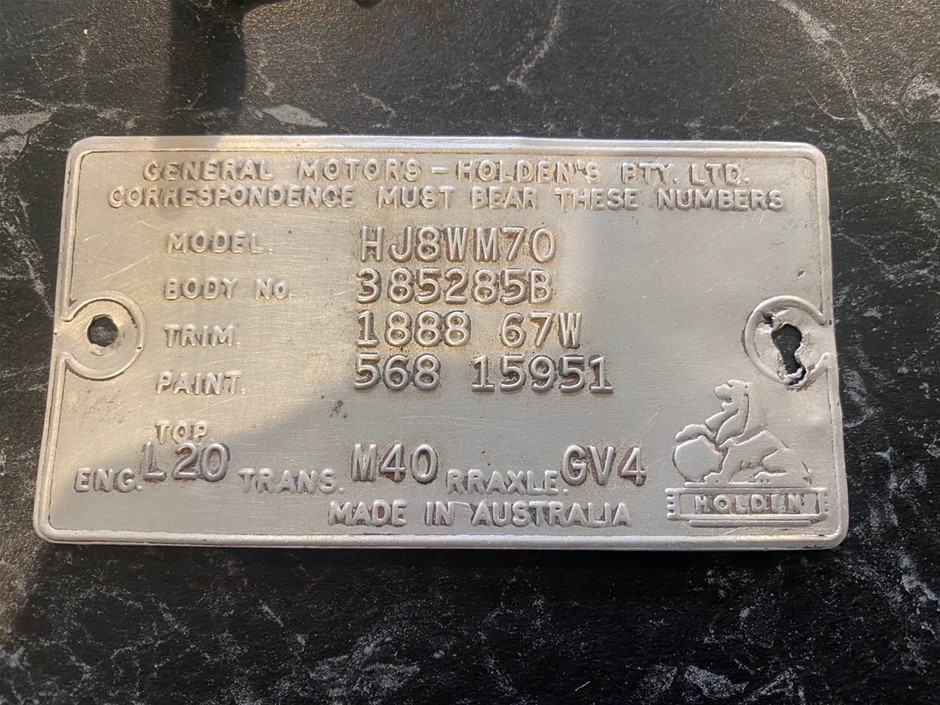 GENERAL MOTORS – HOLDEN'S PTY. LTD.
CORRESPONDENCE MUST BEAR THESE NUMBERS
MODEL. HJ8WM70
BODY No. 385285B
TRIM. 1888 67W
PAINT. 568 15951
TOP
ENG. L20 TRANS. M40 RRAXLE. GV4
MADE IN AUSTRALIA
HOLDEN